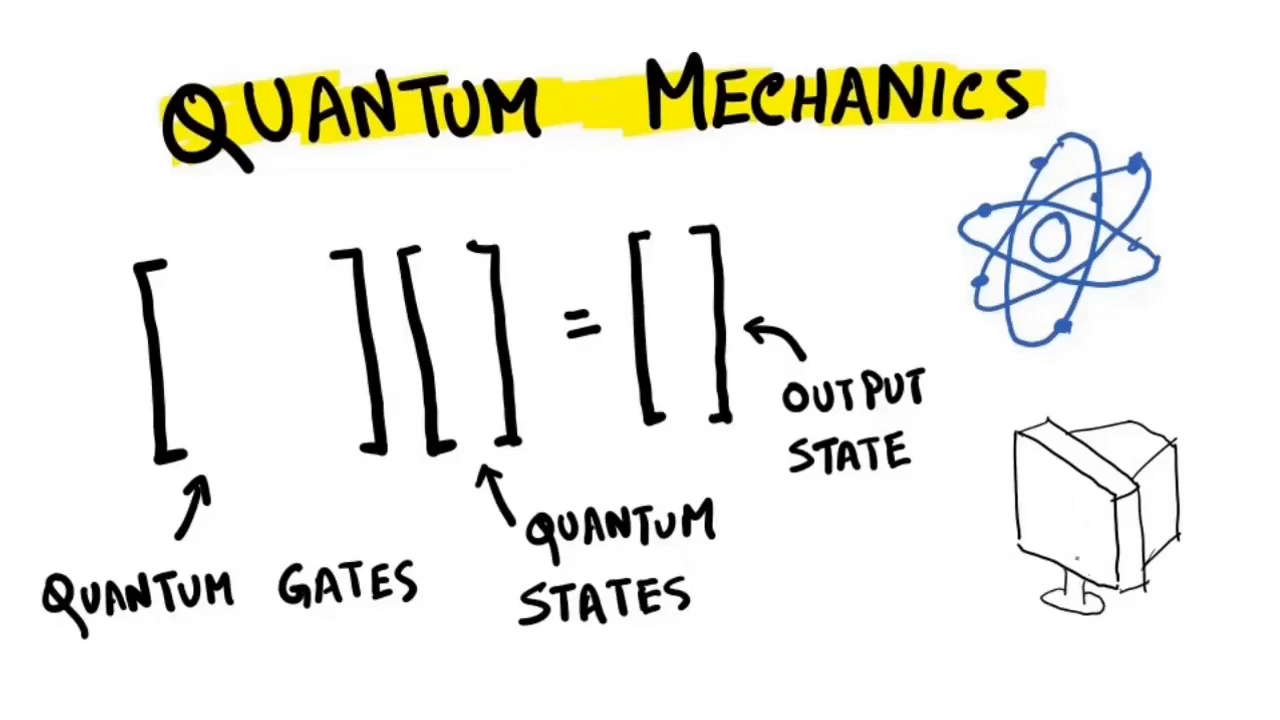 QUANTUM MECHANICS
[ ] [ ] = [ ]
OUTPUT
STATE
QUANTUM
STATES
QUANTUM GATES